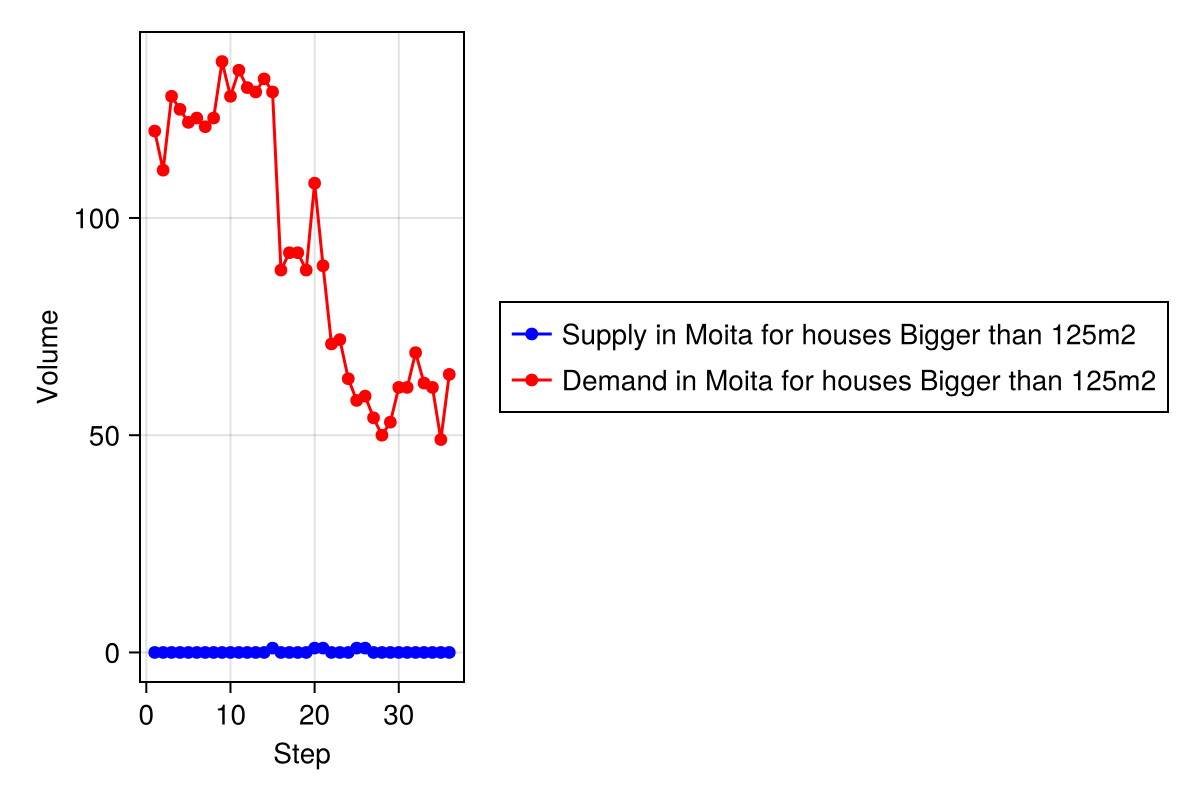 Volume
100
50
0
0 10 20 30
Step
Supply in Moita for houses Bigger than 125m2
Demand in Moita for houses Bigger than 125m2